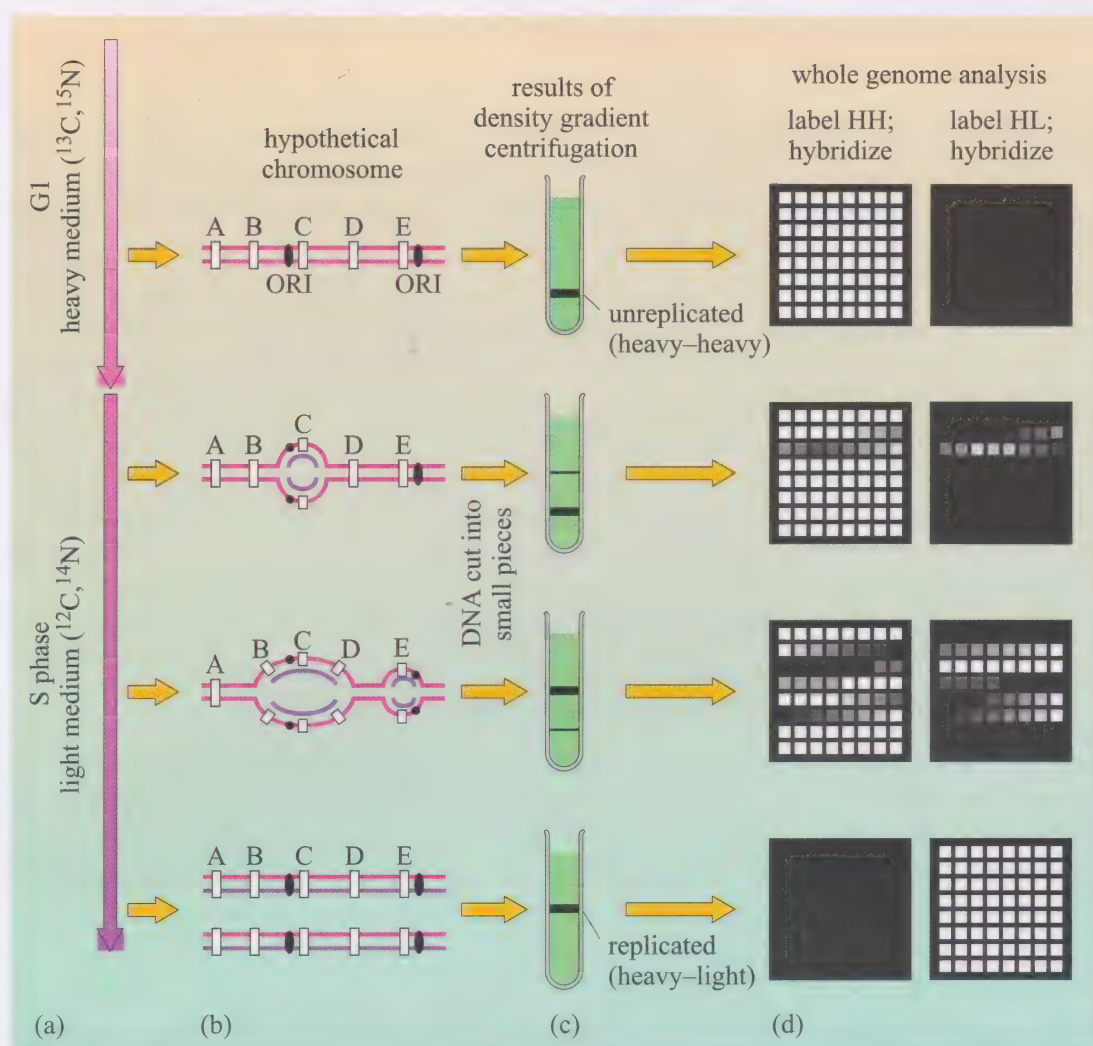 whole genome analysis
label HH;
hybridize
label HL;
hybridize
results of
density gradient
centrifugation
hypothetical
chromosome
G1
heavy medium (¹³C,¹⁵N)
A B C D E
ORI ORI
unreplicated
(heavy–heavy)
C
A B D E
DNA cut into
small pieces
S phase
light medium (¹²C,¹⁴N)
C
B D E
A
A B C D E
replicated
(heavy–light)
(a) (b) (c) (d)